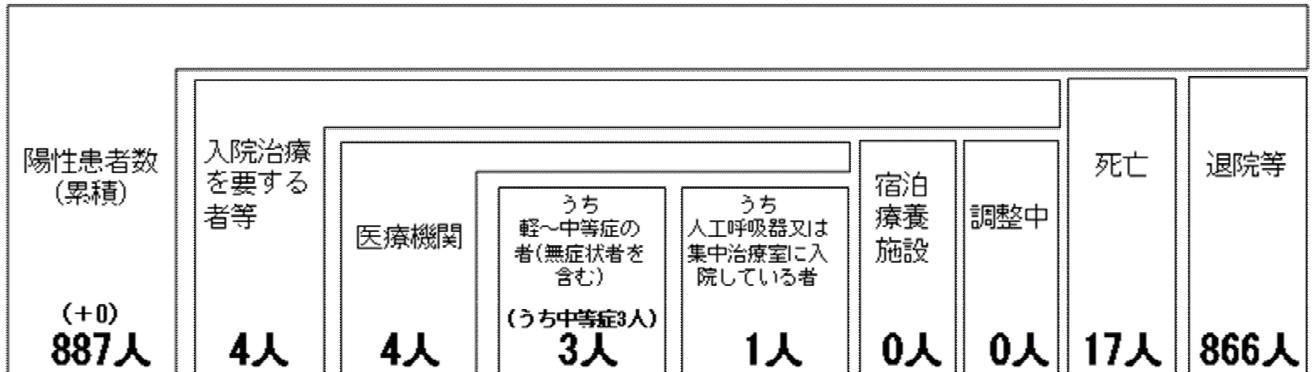 陽性患者数
(累積)
(+0)
887人
入院治療
を要する
者等
4人
医療機関
4人
うち
軽~中等症の
者(無症状者を
含む)
(うち中等症3人)
3人
うち
人工呼吸器又は
集中治療室に入
院している者
1人
宿泊
療養
施設
0人
調整中
0人
死亡
17人
退院等
866人